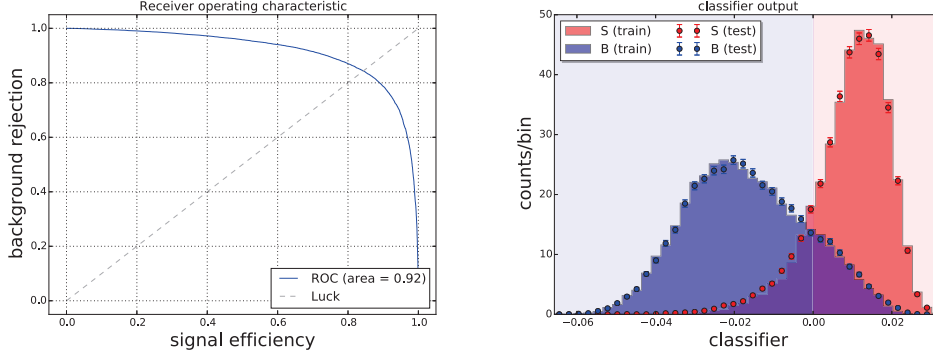 Receiver operating characteristic
1.0
0.8
0.6
0.4
0.2
0.0
0.0 0.2 0.4 0.6 0.8 1.0
background rejection
signal efficiency
ROC (area = 0.92)
Luck
classifier output
50
40
30
20
10
0
−0.06 −0.04 −0.02 0.00 0.02
counts/bin
classifier
S (train) S (test)
B (train) B (test)